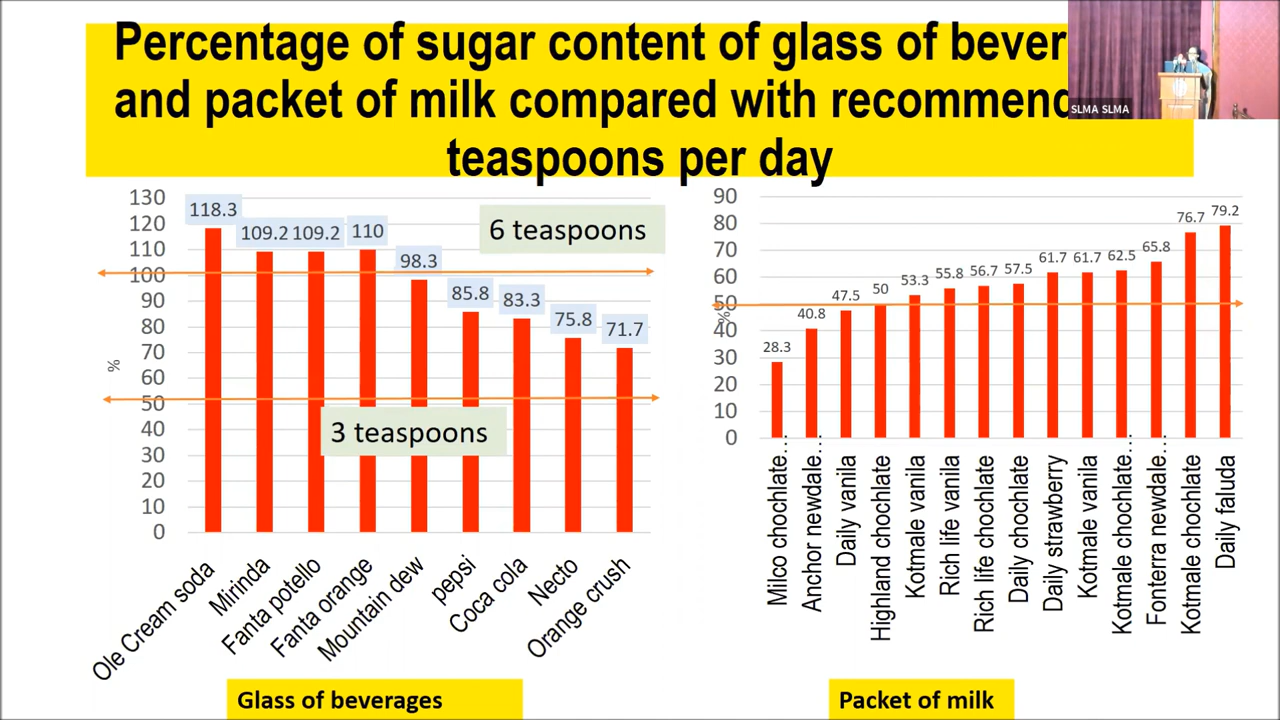 Percentage of sugar content of glass of bever
and packet of milk compared with recommend
teaspoons per day
SLMA SLMA
130
120
110
100
90
80
70
60
50
40
30
20
10
0
%
118.3
109.2
109.2
110
98.3
85.8
83.3
75.8
71.7
6 teaspoons
3 teaspoons
Ole Cream soda
Mirinda
Fanta potello
Fanta orange
Mountain dew
pepsi
Coca cola
Necto
Orange crush
Glass of beverages
90
80
70
60
50
40
30
20
10
0
%
28.3
40.8
47.5
50
53.3
55.8
56.7
57.5
61.7
61.7
62.5
65.8
76.7
79.2
Milco chochlate...
Anchor newdale...
Daily vanila
Highland chochlate
Kotmale vanila
Rich life vanila
Rich life chochlate
Daily chochlate
Daily strawberry
Kotmale vanila
Kotmale chochlate...
Fonterra newdale...
Kotmale chochlate
Daily faluda
Packet of milk